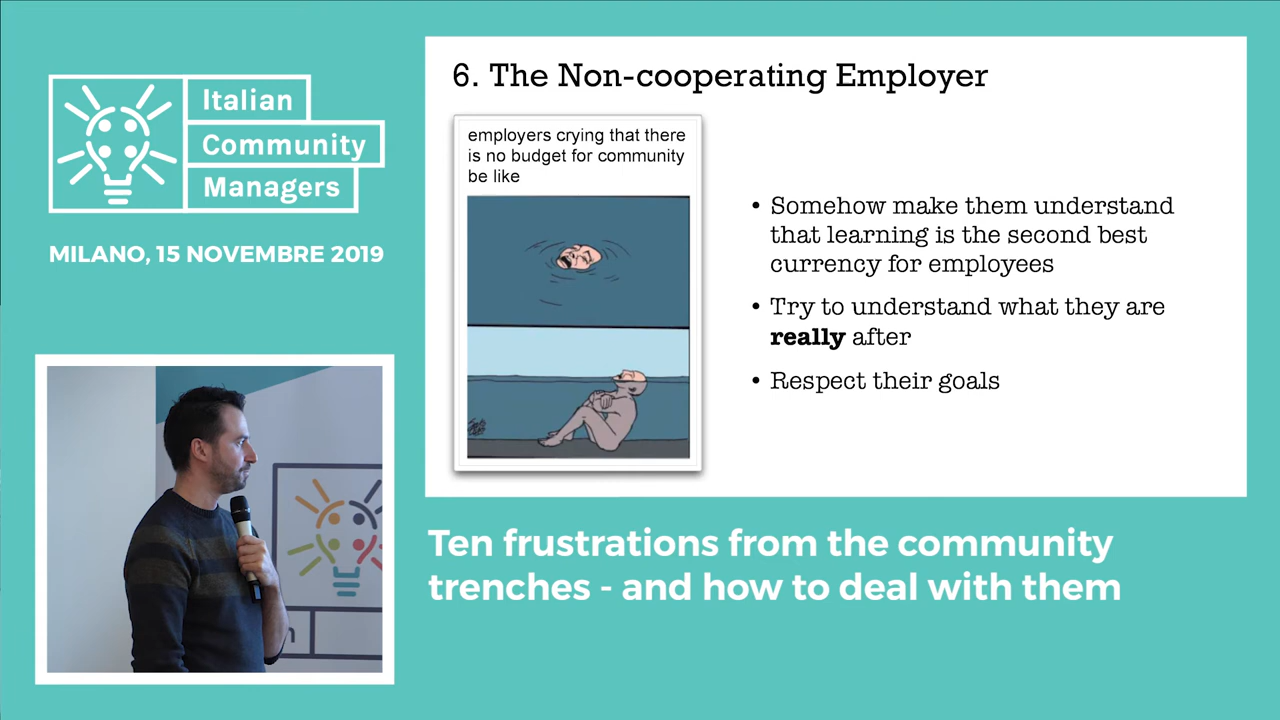 Italian
Community
Managers
MILANO, 15 NOVEMBRE 2019
6. The Non-cooperating Employer
employers crying that there
is no budget for community
be like
• Somehow make them understand
that learning is the second best
currency for employees
• Try to understand what they are
really after
• Respect their goals
Ten frustrations from the community
trenches - and how to deal with them